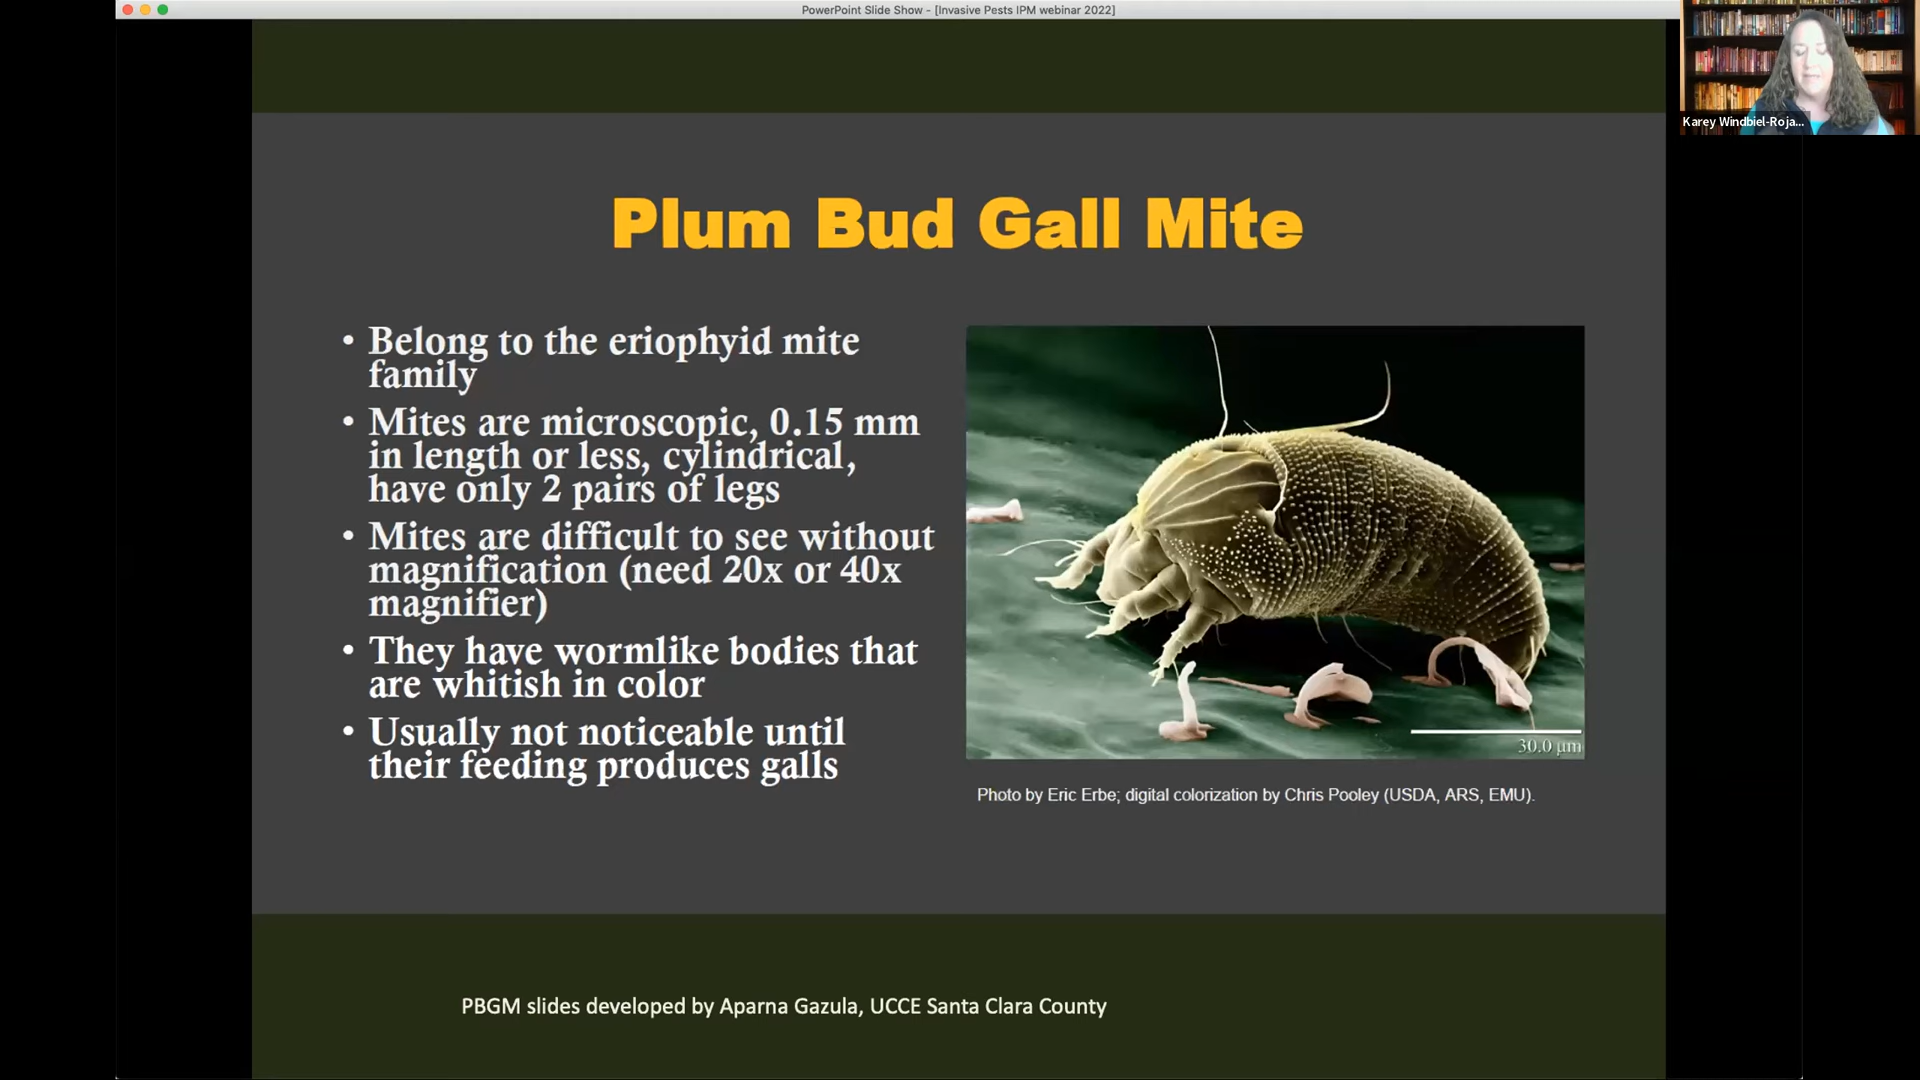 PowerPoint Slide Show - [Invasive Pests IPM webinar 2022]
Karey Windbiel-Roja...
Plum Bud Gall Mite
• Belong to the eriophyid mite
family
• Mites are microscopic, 0.15 mm
in length or less, cylindrical,
have only 2 pairs of legs
• Mites are difficult to see without
magnification (need 20x or 40x
magnifier)
• They have wormlike bodies that
are whitish in color
• Usually not noticeable until
their feeding produces galls
30.0 µm
Photo by Eric Erbe; digital colorization by Chris Pooley (USDA, ARS, EMU).
PBGM slides developed by Aparna Gazula, UCCE Santa Clara County